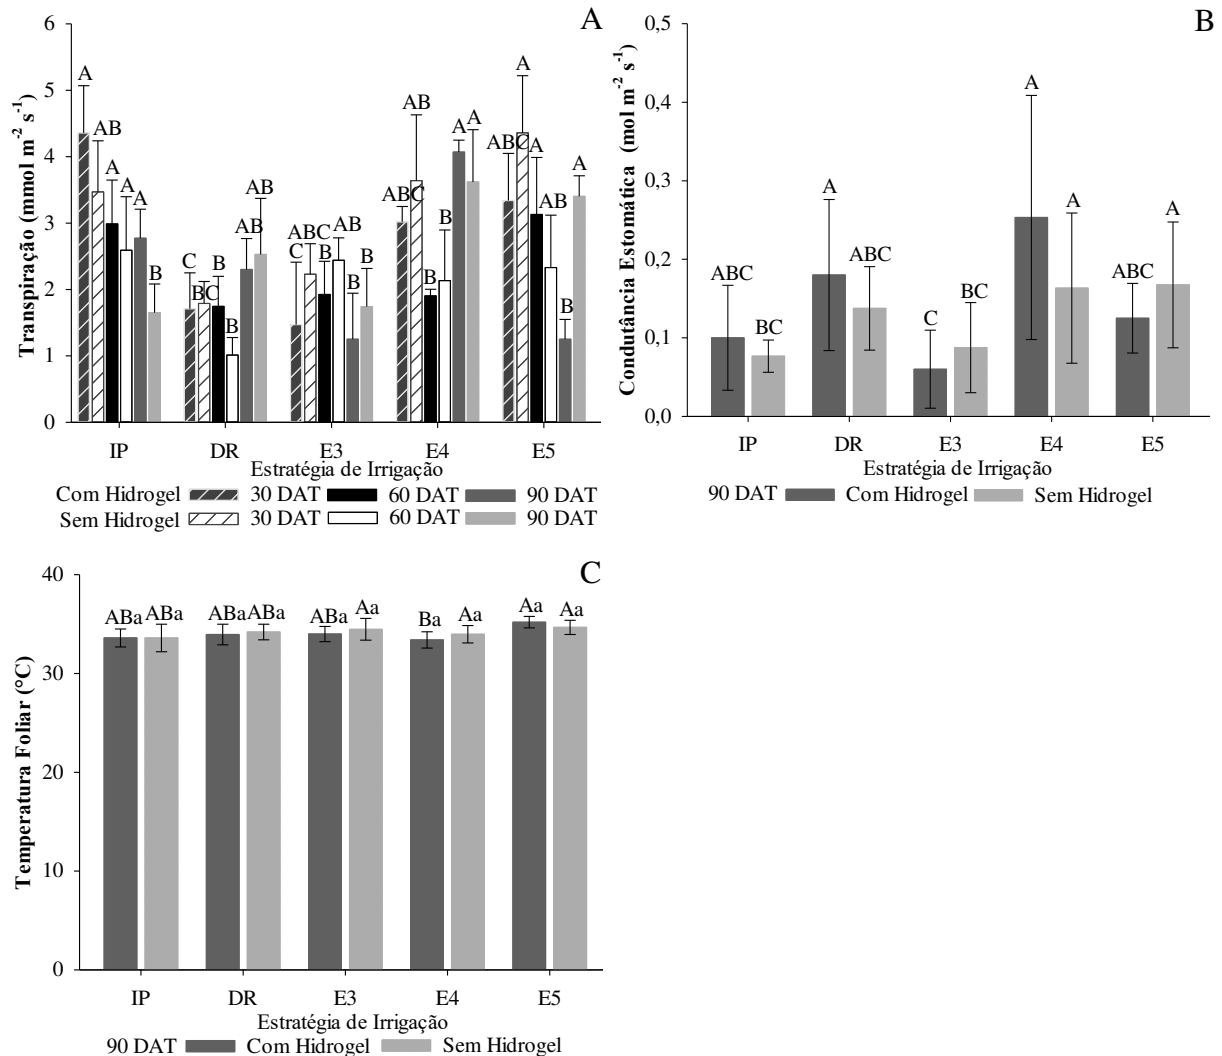 A
Transpiração (mmol m⁻² s⁻¹)
6
5
4
3
2
1
0
A AB A A A B
C BC C B AB AB
C ABC B AB B B
ABC AB B B A A
ABC A A AB B A
IP DR E3 E4 E5
Estratégia de Irrigação
Com Hidrogel 30 DAT 60 DAT 90 DAT
Sem Hidrogel 30 DAT 60 DAT 90 DAT
B
Condutância Estomática (mol m⁻² s⁻¹)
0,5
0,4
0,3
0,2
0,1
0,0
ABC BC A ABC C BC A A ABC A
IP DR E3 E4 E5
Estratégia de Irrigação
90 DAT Com Hidrogel Sem Hidrogel
C
Temperatura Foliar (°C)
40
30
20
10
0
ABa ABa ABa ABa ABa Aa Ba Aa Aa Aa
IP DR E3 E4 E5
Estratégia de Irrigação
90 DAT Com Hidrogel Sem Hidrogel